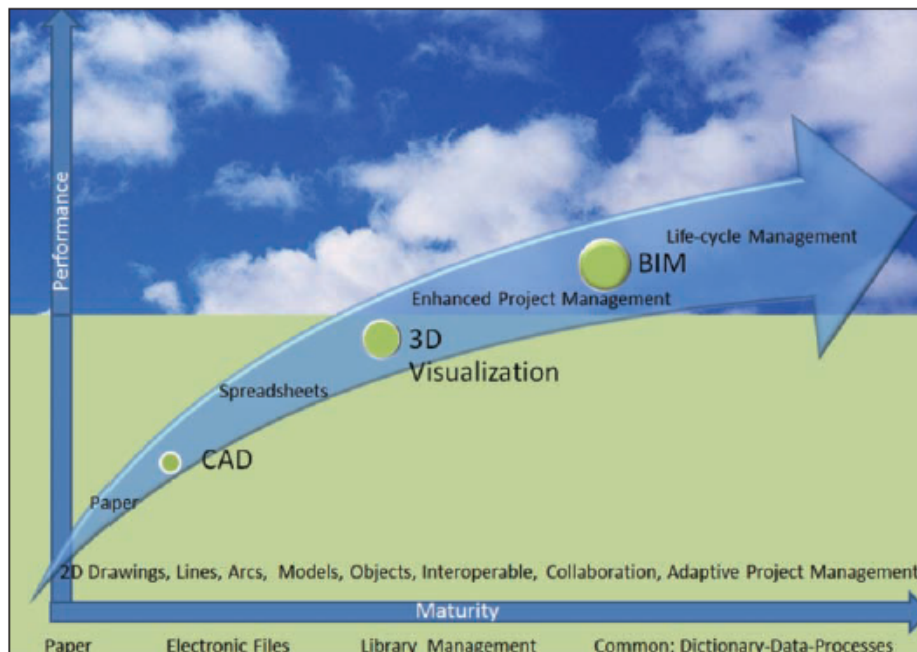 Performance
Life-cycle Management
BIM
Enhanced Project Management
3D
Visualization
Spreadsheets
CAD
Paper
2D Drawings, Lines, Arcs, Models, Objects, Interoperable, Collaboration, Adaptive Project Management
Maturity
Paper Electronic Files Library Management Common: Dictionary-Data-Processes